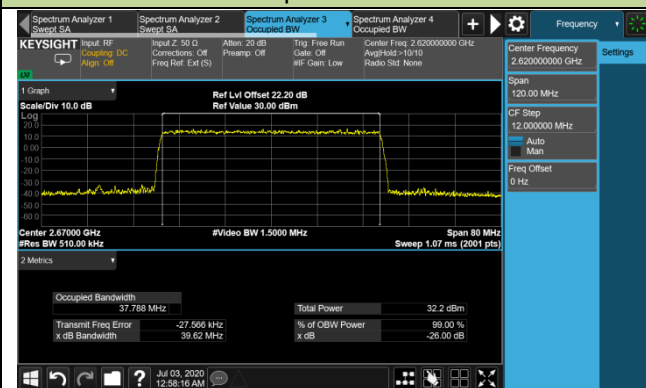 Spectrum Analyzer 1 Spectrum Analyzer 2 Spectrum Analyzer 3 Spectrum Analyzer 4
Swept SA Swept SA Occupied BW Occupied BW
Frequency
KEYSIGHT Input: RF Input Z: 50 Ω Atten: 20 dB Trig: Free Run Center Freq: 2.620000000 GHz
Coupling: DC Corrections: Off Preamp: Off Gate: Off Avg|Hold:>10/10
Align: Off Freq Ref: Ext (S) #IF Gain: Low Radio Std: None
LXI
Center Frequency
2.620000000 GHz
Settings
Span
120.00 MHz
CF Step
12.000000 MHz
Auto
Man
Freq Offset
0 Hz
1 Graph
Ref Lvl Offset 22.20 dB
Scale/Div 10.0 dB Ref Value 30.00 dBm
Log
20.0
10.0
0.00
-10.0
-20.0
-30.0
-40.0
-50.0
-60.0
Center 2.67000 GHz #Video BW 1.5000 MHz Span 80 MHz
#Res BW 510.00 kHz Sweep 1.07 ms (2001 pts)
2 Metrics
Occupied Bandwidth
37.788 MHz Total Power 32.2 dBm
Transmit Freq Error -27.566 kHz % of OBW Power 99.00 %
x dB Bandwidth 39.62 MHz x dB -26.00 dB
? Jul 03, 2020
12:58:16 AM